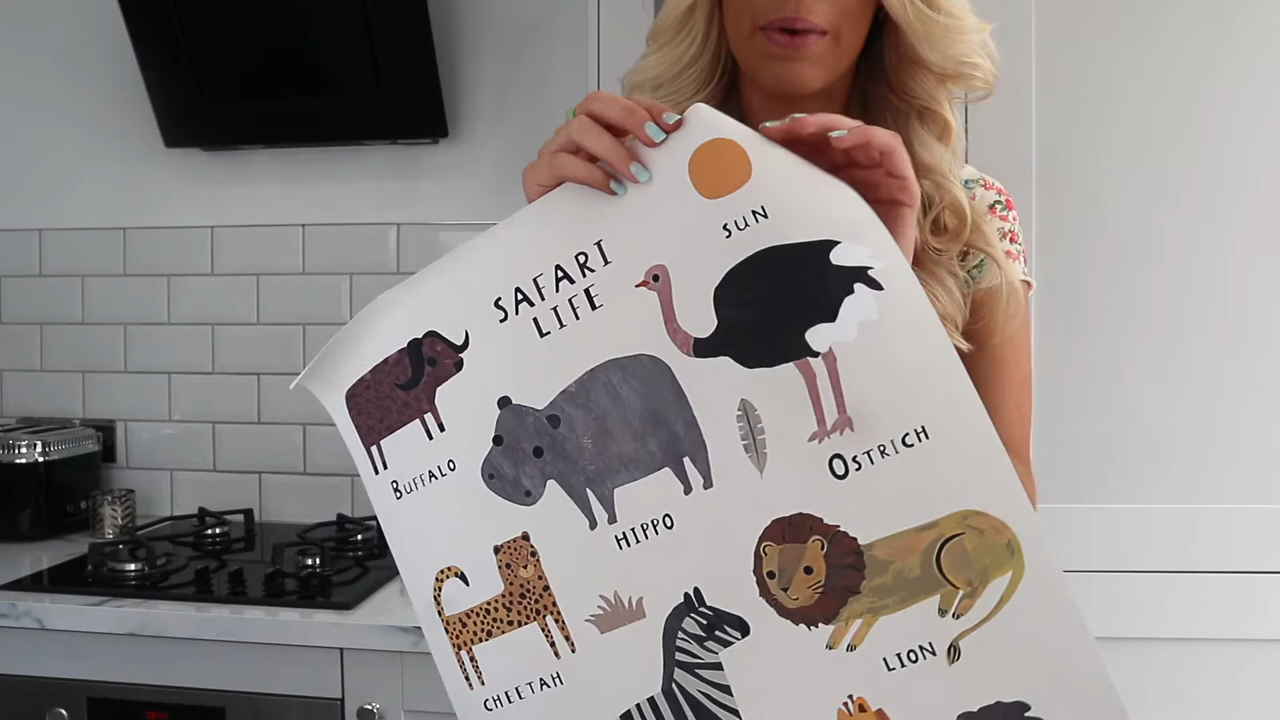 SUN
SAFARI
LIFE
BUFFALO
HIPPO
OSTRICH
CHEETAH
LION